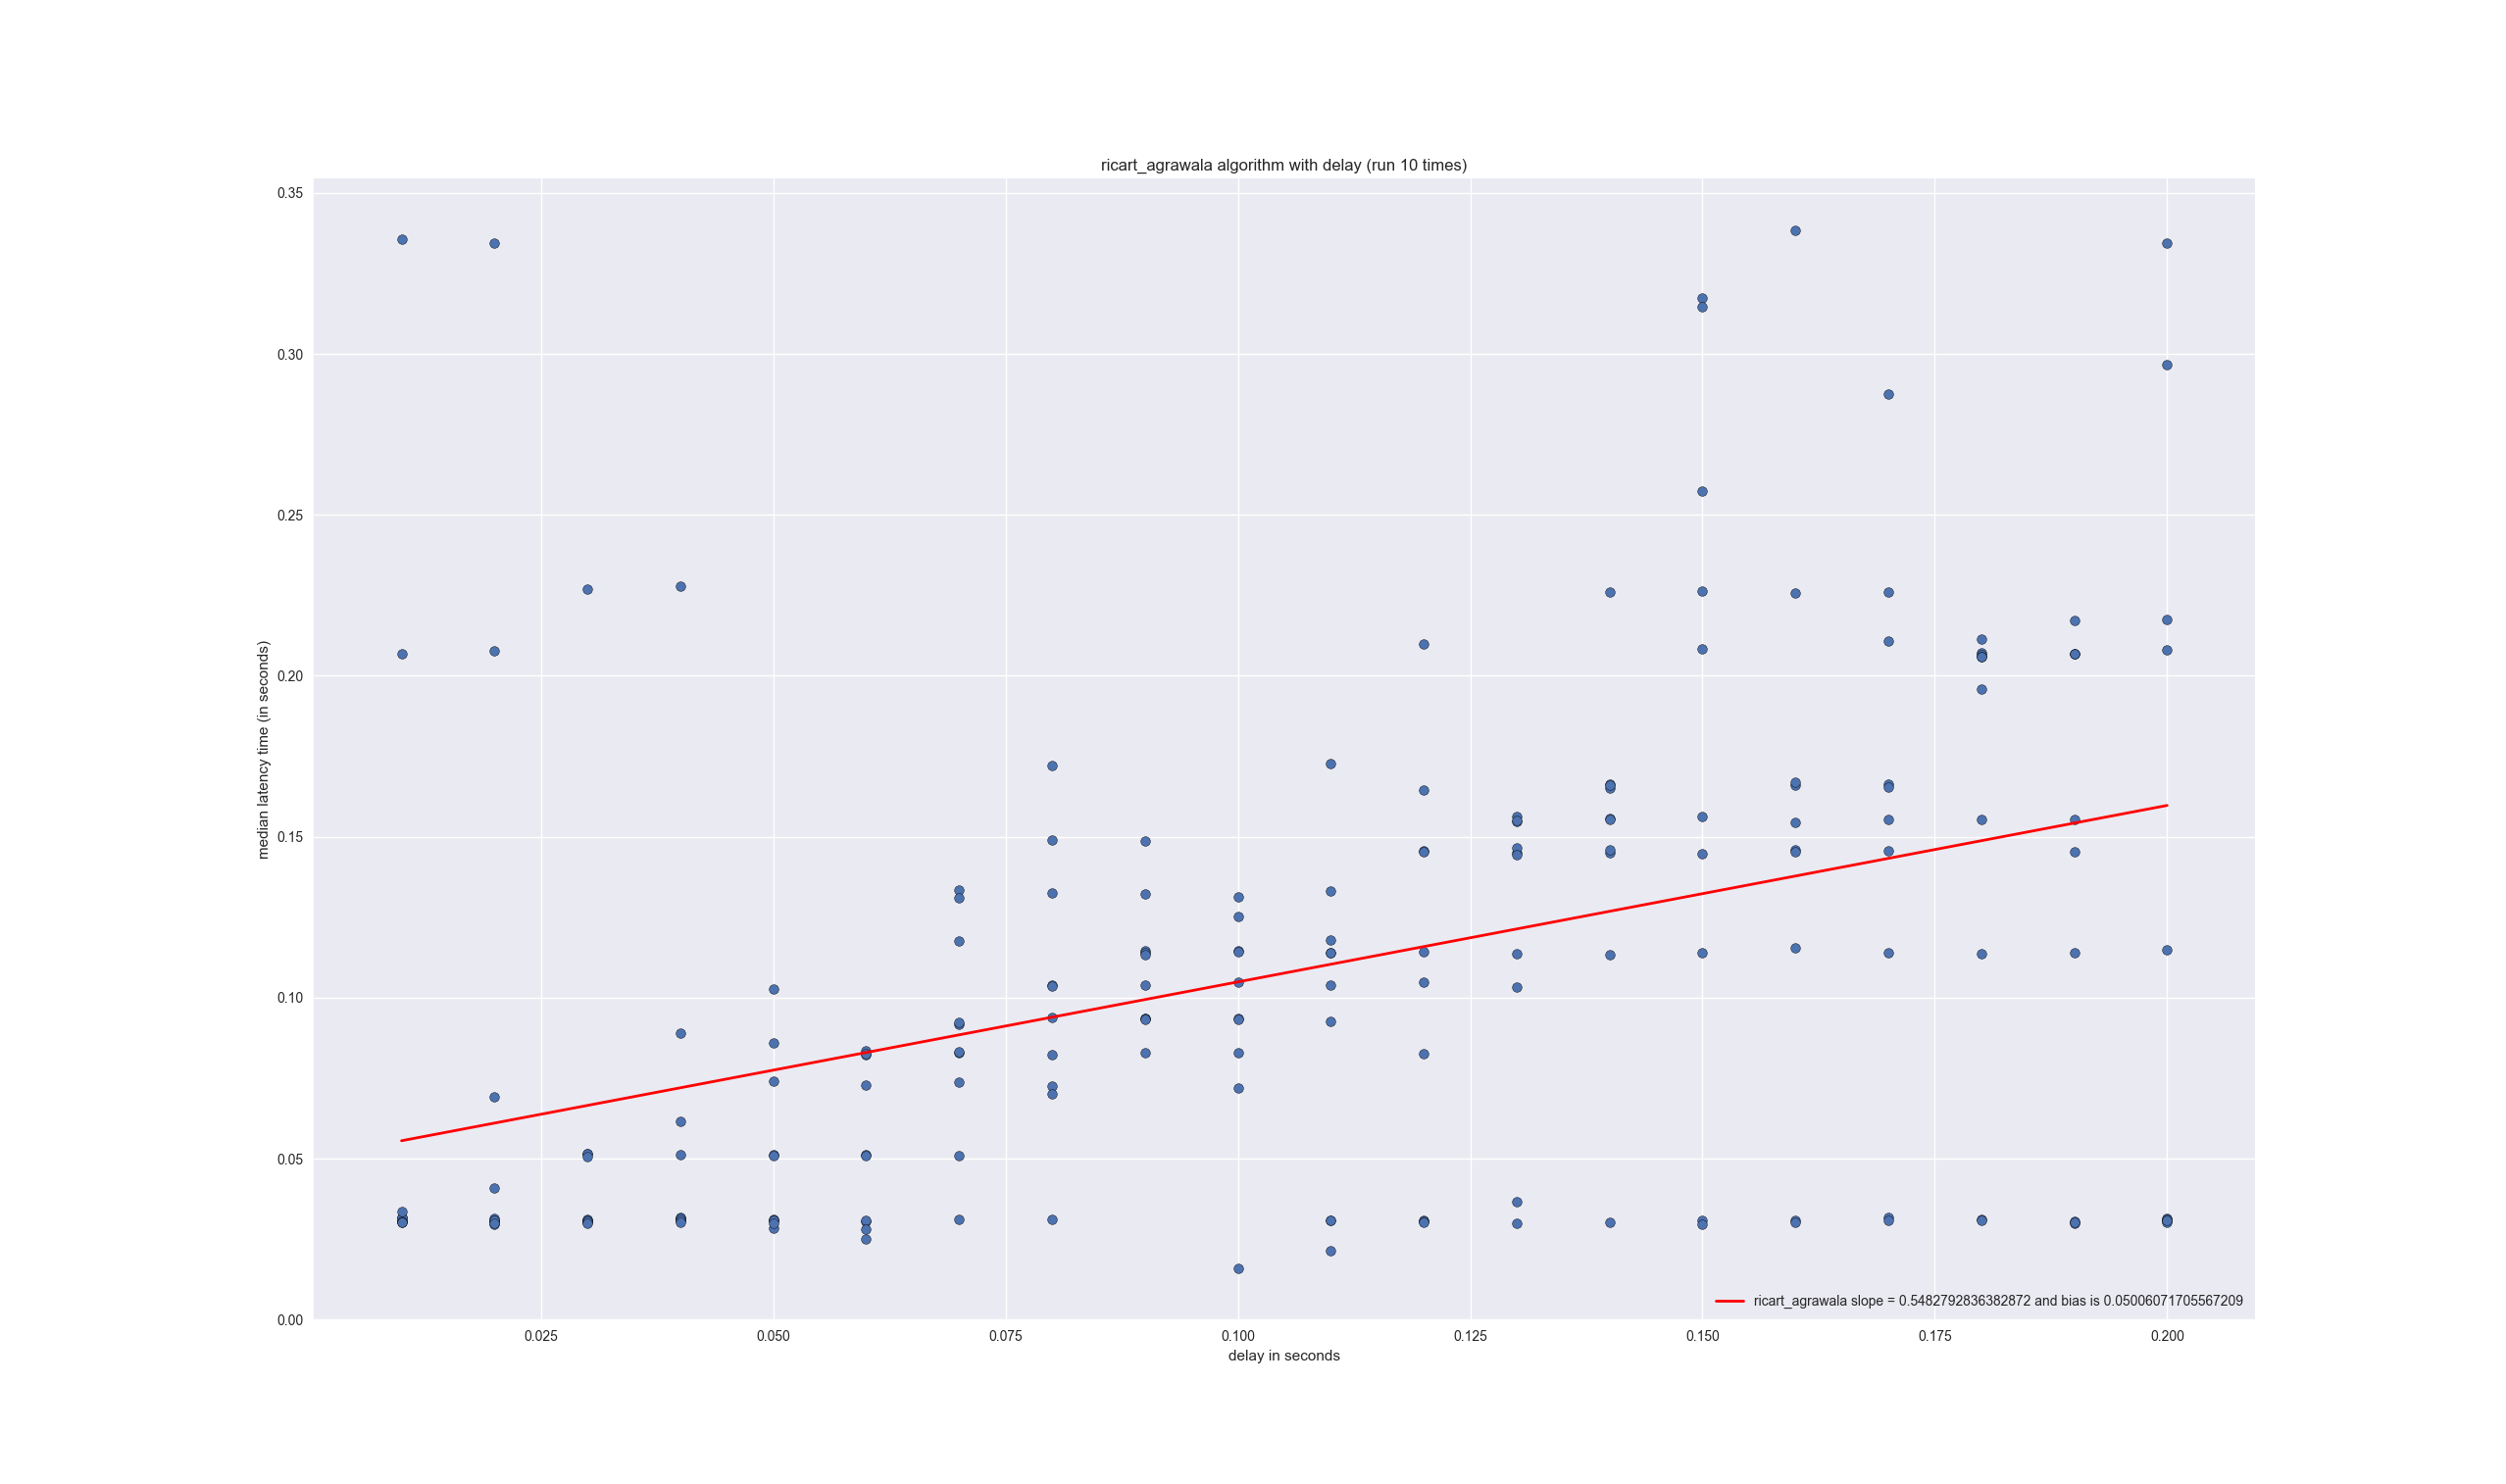 ricart_agrawala algorithm with delay (run 10 times)
0.35
0.30
0.25
0.20
0.15
0.10
0.05
0.00
median latency time (in seconds)
ricart_agrawala slope = 0.5482792836382872 and bias is 0.05006071705567209
0.025 0.050 0.075 0.100 0.125 0.150 0.175 0.200
delay in seconds